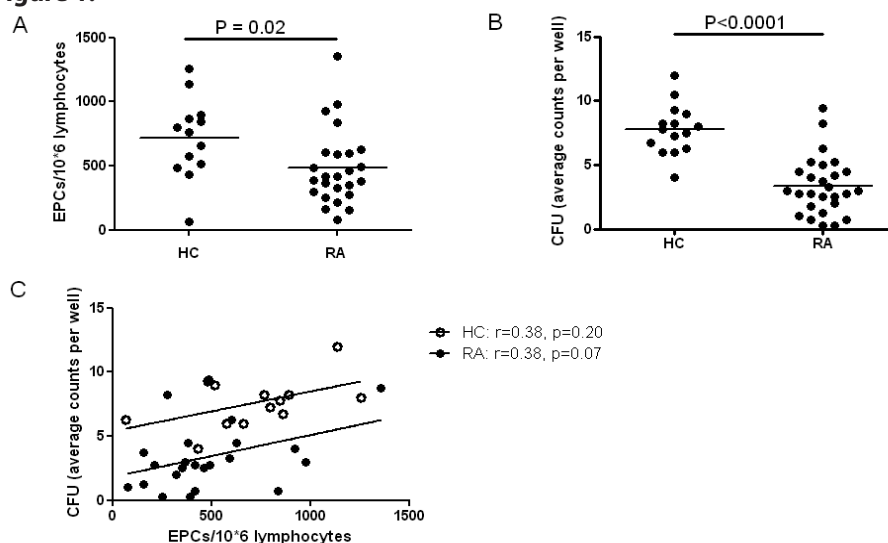 A
P = 0.02
EPCs/10*6 lymphocytes
1500
1000
500
0
HC
RA
B
P<0.0001
CFU (average counts per well)
15
10
5
0
HC
RA
C
CFU (average counts per well)
15
10
5
0
0
500
1000
1500
EPCs/10*6 lymphocytes
HC: r=0.38, p=0.20
RA: r=0.38, p=0.07